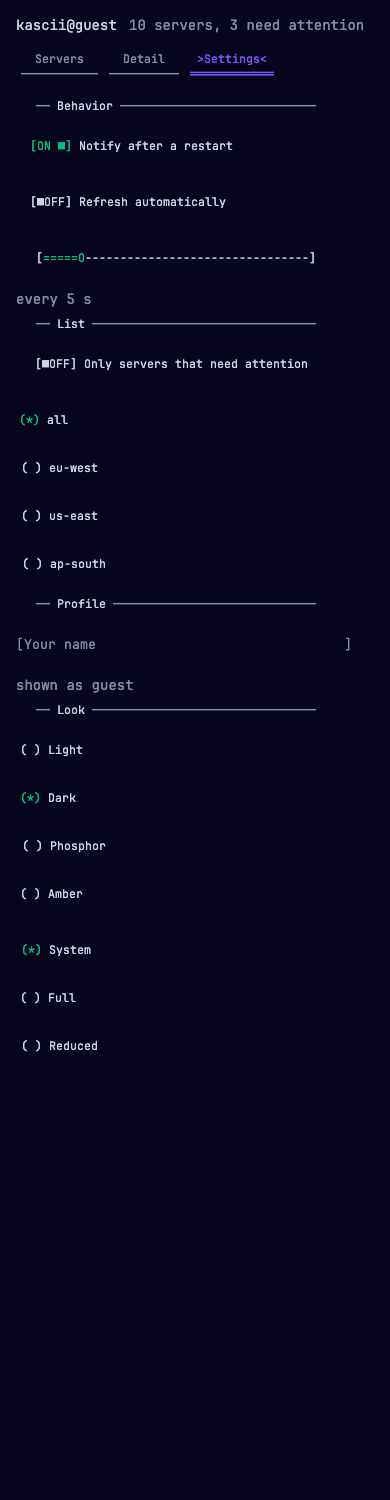 kascii@guest 10 servers, 3 need attention
Servers Detail >Settings<
── Behavior ────────────────────────────
[ON ■] Notify after a restart
[■OFF] Refresh automatically
[=====O--------------------------------]
every 5 s
── List ────────────────────────────────
[■OFF] Only servers that need attention
(*) all
( ) eu-west
( ) us-east
( ) ap-south
── Profile ─────────────────────────────
[Your name ]
shown as guest
── Look ────────────────────────────────
( ) Light
(*) Dark
( ) Phosphor
( ) Amber
(*) System
( ) Full
( ) Reduced